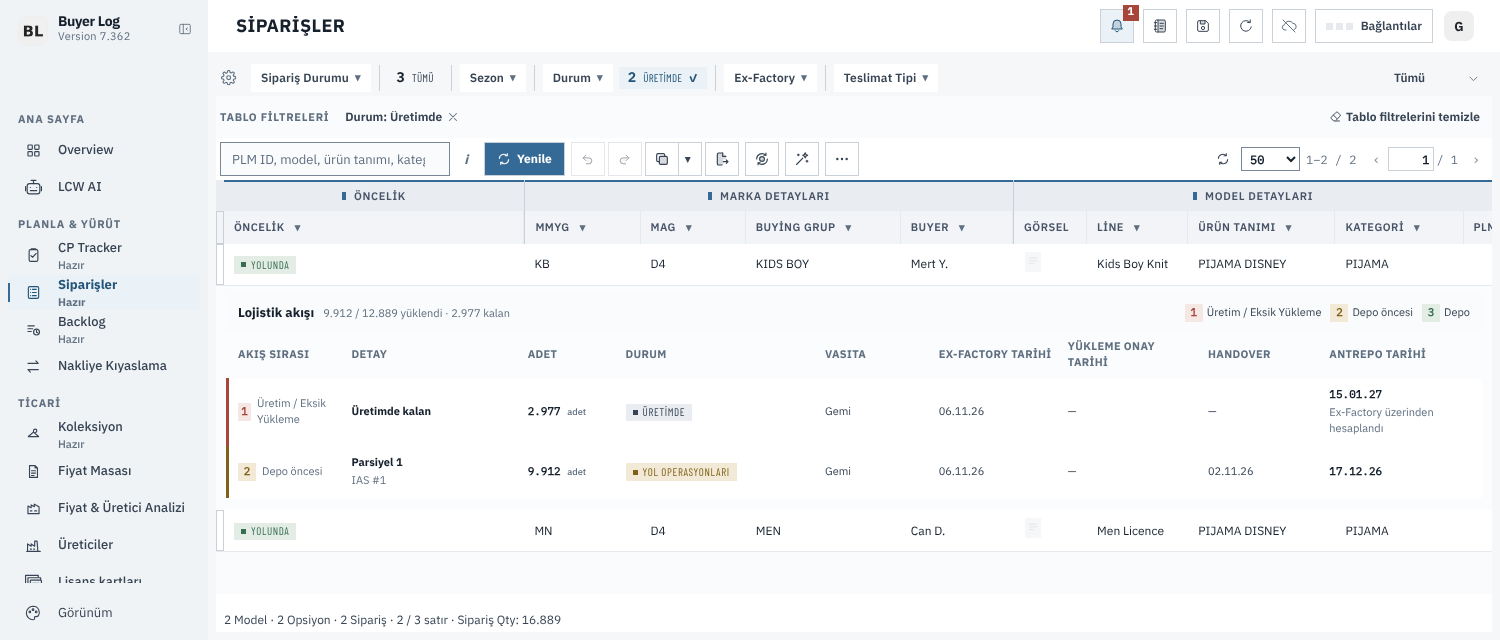 BL
Buyer Log
Version 7.362
SİPARİŞLER
1
Bağlantılar
G
Sipariş Durumu ▾
3 TÜMÜ
Sezon ▾
Durum ▾
2 ÜRETİMDE ✓
Ex-Factory ▾
Teslimat Tipi ▾
Tümü
TABLO FİLTRELERİ
Durum: Üretimde ×
Tablo filtrelerini temizle
PLM ID, model, ürün tanımı, kateg
i
Yenile
50
1–2 / 2
‹
1 / 1
›
ANA SAYFA
Overview
LCW AI
PLANLA & YÜRÜT
CP Tracker
Hazır
Siparişler
Hazır
Backlog
Hazır
Nakliye Kıyaslama
TİCARİ
Koleksiyon
Hazır
Fiyat Masası
Fiyat & Üretici Analizi
Üreticiler
Lisans kartları
Görünüm
ÖNCELİK
MARKA DETAYLARI
MODEL DETAYLARI
ÖNCELİK ▼ MMYG ▼ MAG ▼ BUYİNG GRUP ▼ BUYER ▼ GÖRSEL LİNE ▼ ÜRÜN TANIMI ▼ KATEGORİ ▼ PLM
YOLUNDA KB D4 KIDS BOY Mert Y. Kids Boy Knit PIJAMA DISNEY PIJAMA
Lojistik akışı 9.912 / 12.889 yüklendi · 2.977 kalan
1 Üretim / Eksik Yükleme 2 Depo öncesi 3 Depo
AKIŞ SIRASI DETAY ADET DURUM VASITA EX-FACTORY TARİHİ YÜKLEME ONAY TARİHİ HANDOVER ANTREPO TARİHİ
1 Üretim / Eksik Yükleme
Üretimde kalan
2.977 adet
ÜRETİMDE
Gemi
06.11.26
—
—
15.01.27
Ex-Factory üzerinden
hesaplandı
2 Depo öncesi
Parsiyel 1
IAS #1
9.912 adet
YOL OPERASYONLARI
Gemi
06.11.26
—
02.11.26
17.12.26
YOLUNDA MN D4 MEN Can D. Men Licence PIJAMA DISNEY PIJAMA
2 Model · 2 Opsiyon · 2 Sipariş · 2 / 3 satır · Sipariş Qty: 16.889